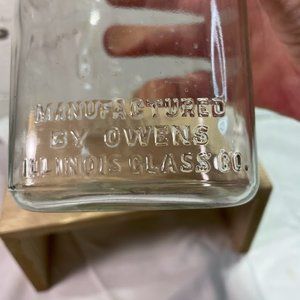 MANUFACTURED
BY OWENS
ILLINOIS GLASS CO.